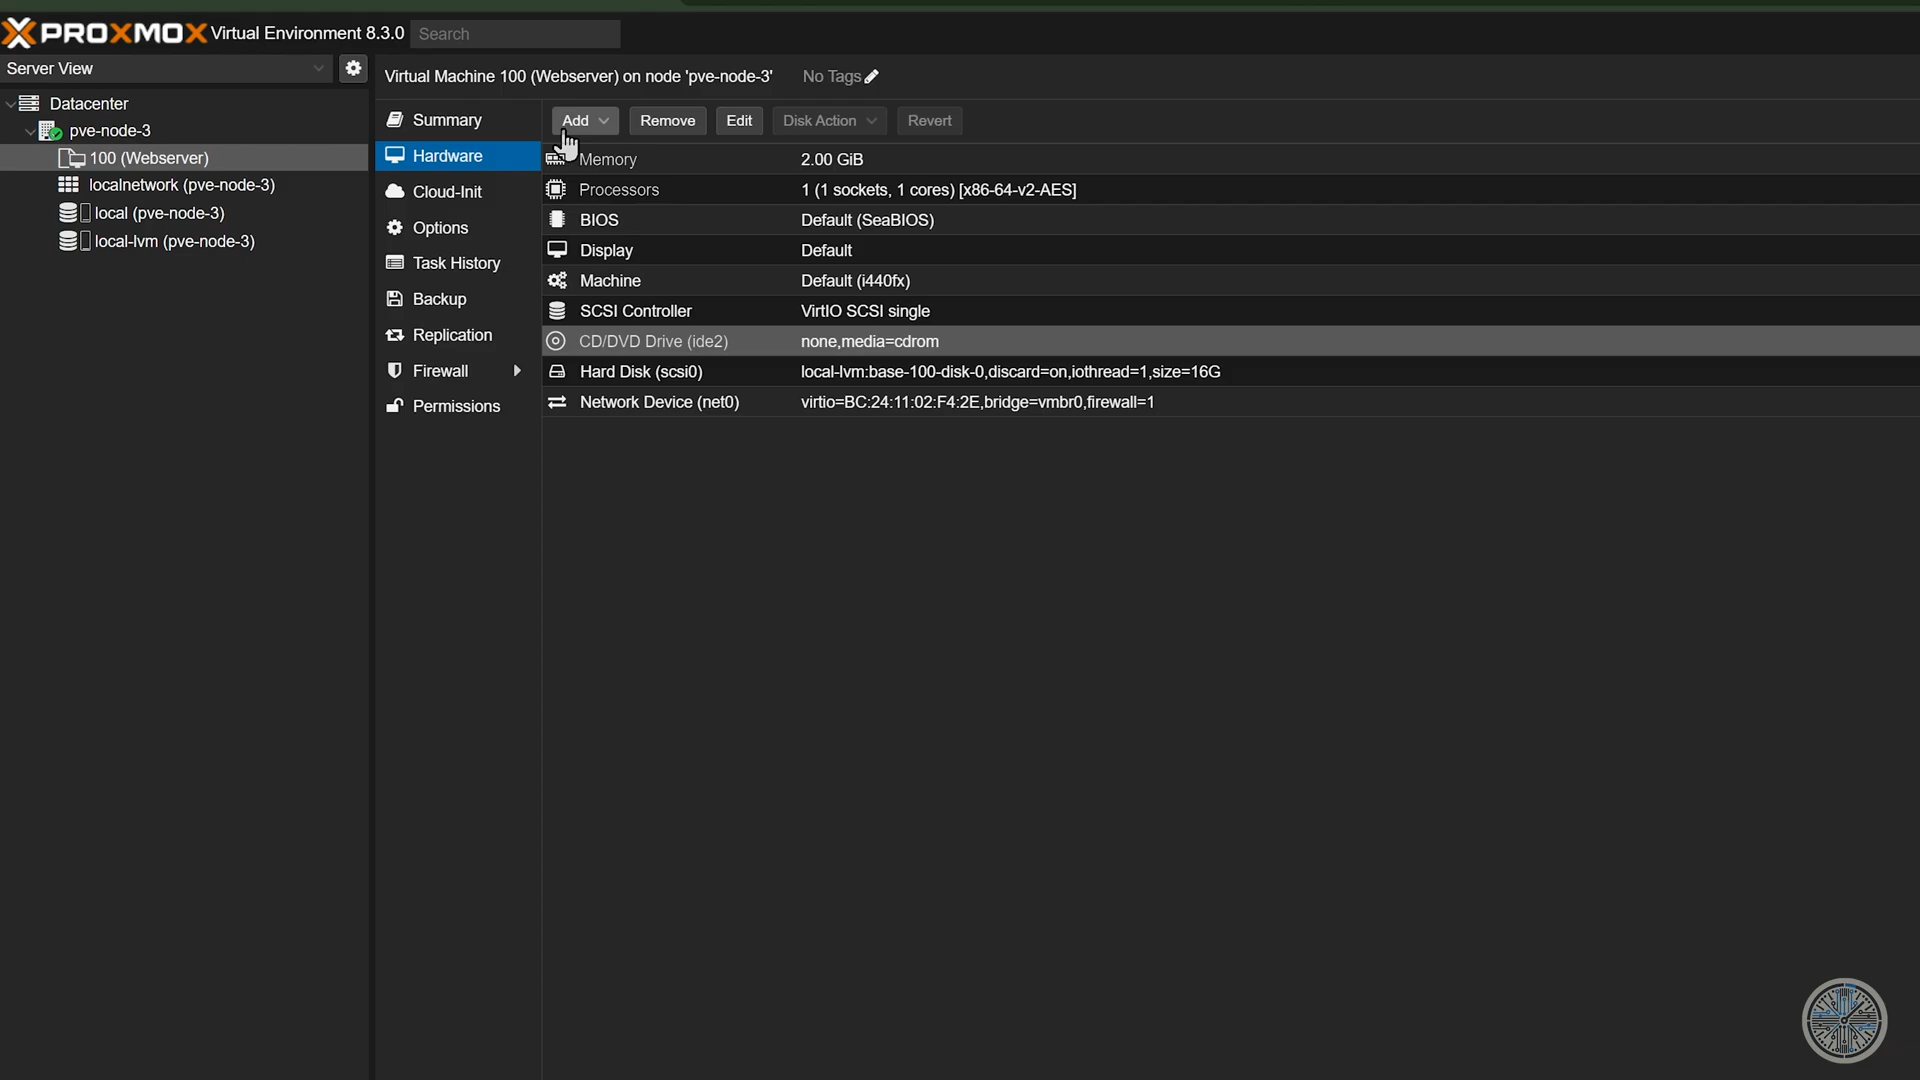 PROXMOX Virtual Environment 8.3.0 Search
Server View
Virtual Machine 100 (Webserver) on node 'pve-node-3' No Tags
Datacenter
pve-node-3
100 (Webserver)
localnetwork (pve-node-3)
local (pve-node-3)
local-lvm (pve-node-3)
Summary
Hardware
Cloud-Init
Options
Task History
Backup
Replication
Firewall
Permissions
Add Remove Edit Disk Action Revert
Memory 2.00 GiB
Processors 1 (1 sockets, 1 cores) [x86-64-v2-AES]
BIOS Default (SeaBIOS)
Display Default
Machine Default (i440fx)
SCSI Controller VirtIO SCSI single
CD/DVD Drive (ide2) none,media=cdrom
Hard Disk (scsi0) local-lvm:base-100-disk-0,discard=on,iothread=1,size=16G
Network Device (net0) virtio=BC:24:11:02:F4:2E,bridge=vmbr0,firewall=1